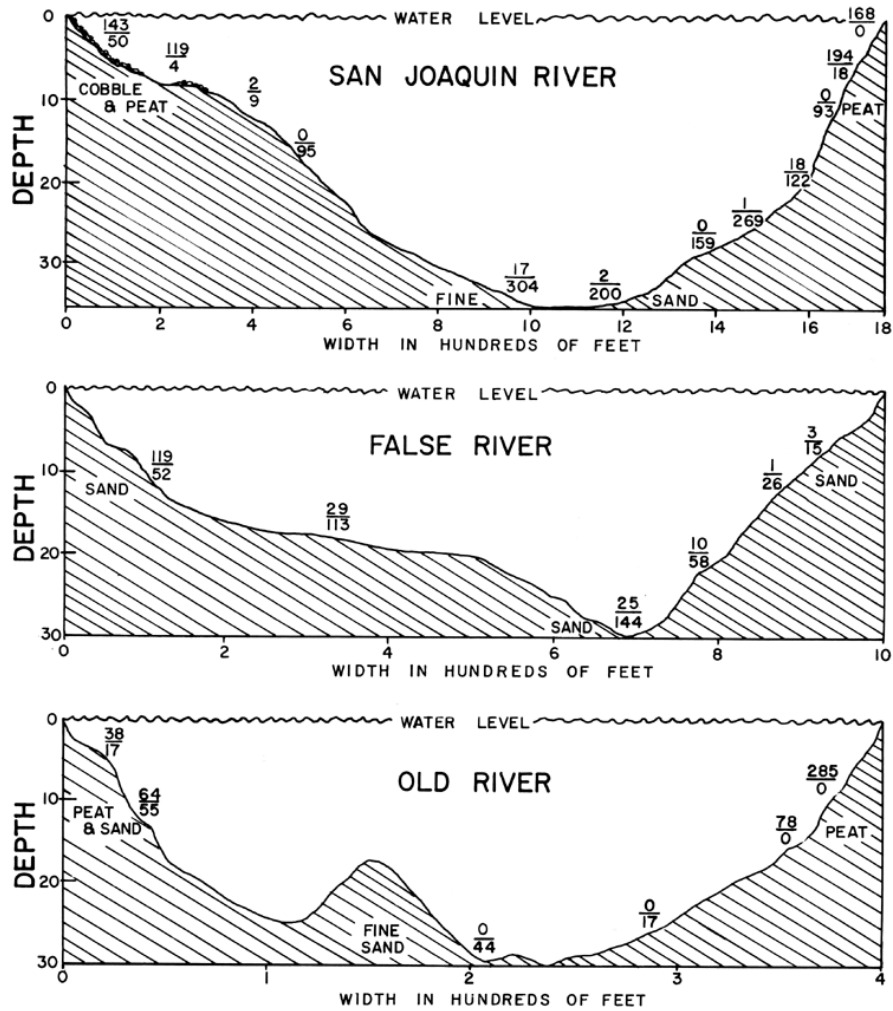 WATER LEVEL
SAN JOAQUIN RIVER
DEPTH
0
10
20
30
143
50
119
4
2
9
0
95
17
304
2
200
0
159
1
269
18
122
0
93
194
18
168
0
COBBLE
& PEAT
FINE
SAND
PEAT
0 2 4 6 8 10 12 14 16 18
WIDTH IN HUNDREDS OF FEET
WATER LEVEL
FALSE RIVER
DEPTH
0
10
20
30
119
52
29
113
25
144
10
58
1
26
3
15
SAND
SAND
SAND
0 2 4 6 8 10
WIDTH IN HUNDREDS OF FEET
WATER LEVEL
OLD RIVER
DEPTH
0
10
20
30
38
17
64
55
0
44
0
17
78
0
285
0
PEAT
& SAND
FINE
SAND
PEAT
0 1 2 3 4
WIDTH IN HUNDREDS OF FEET